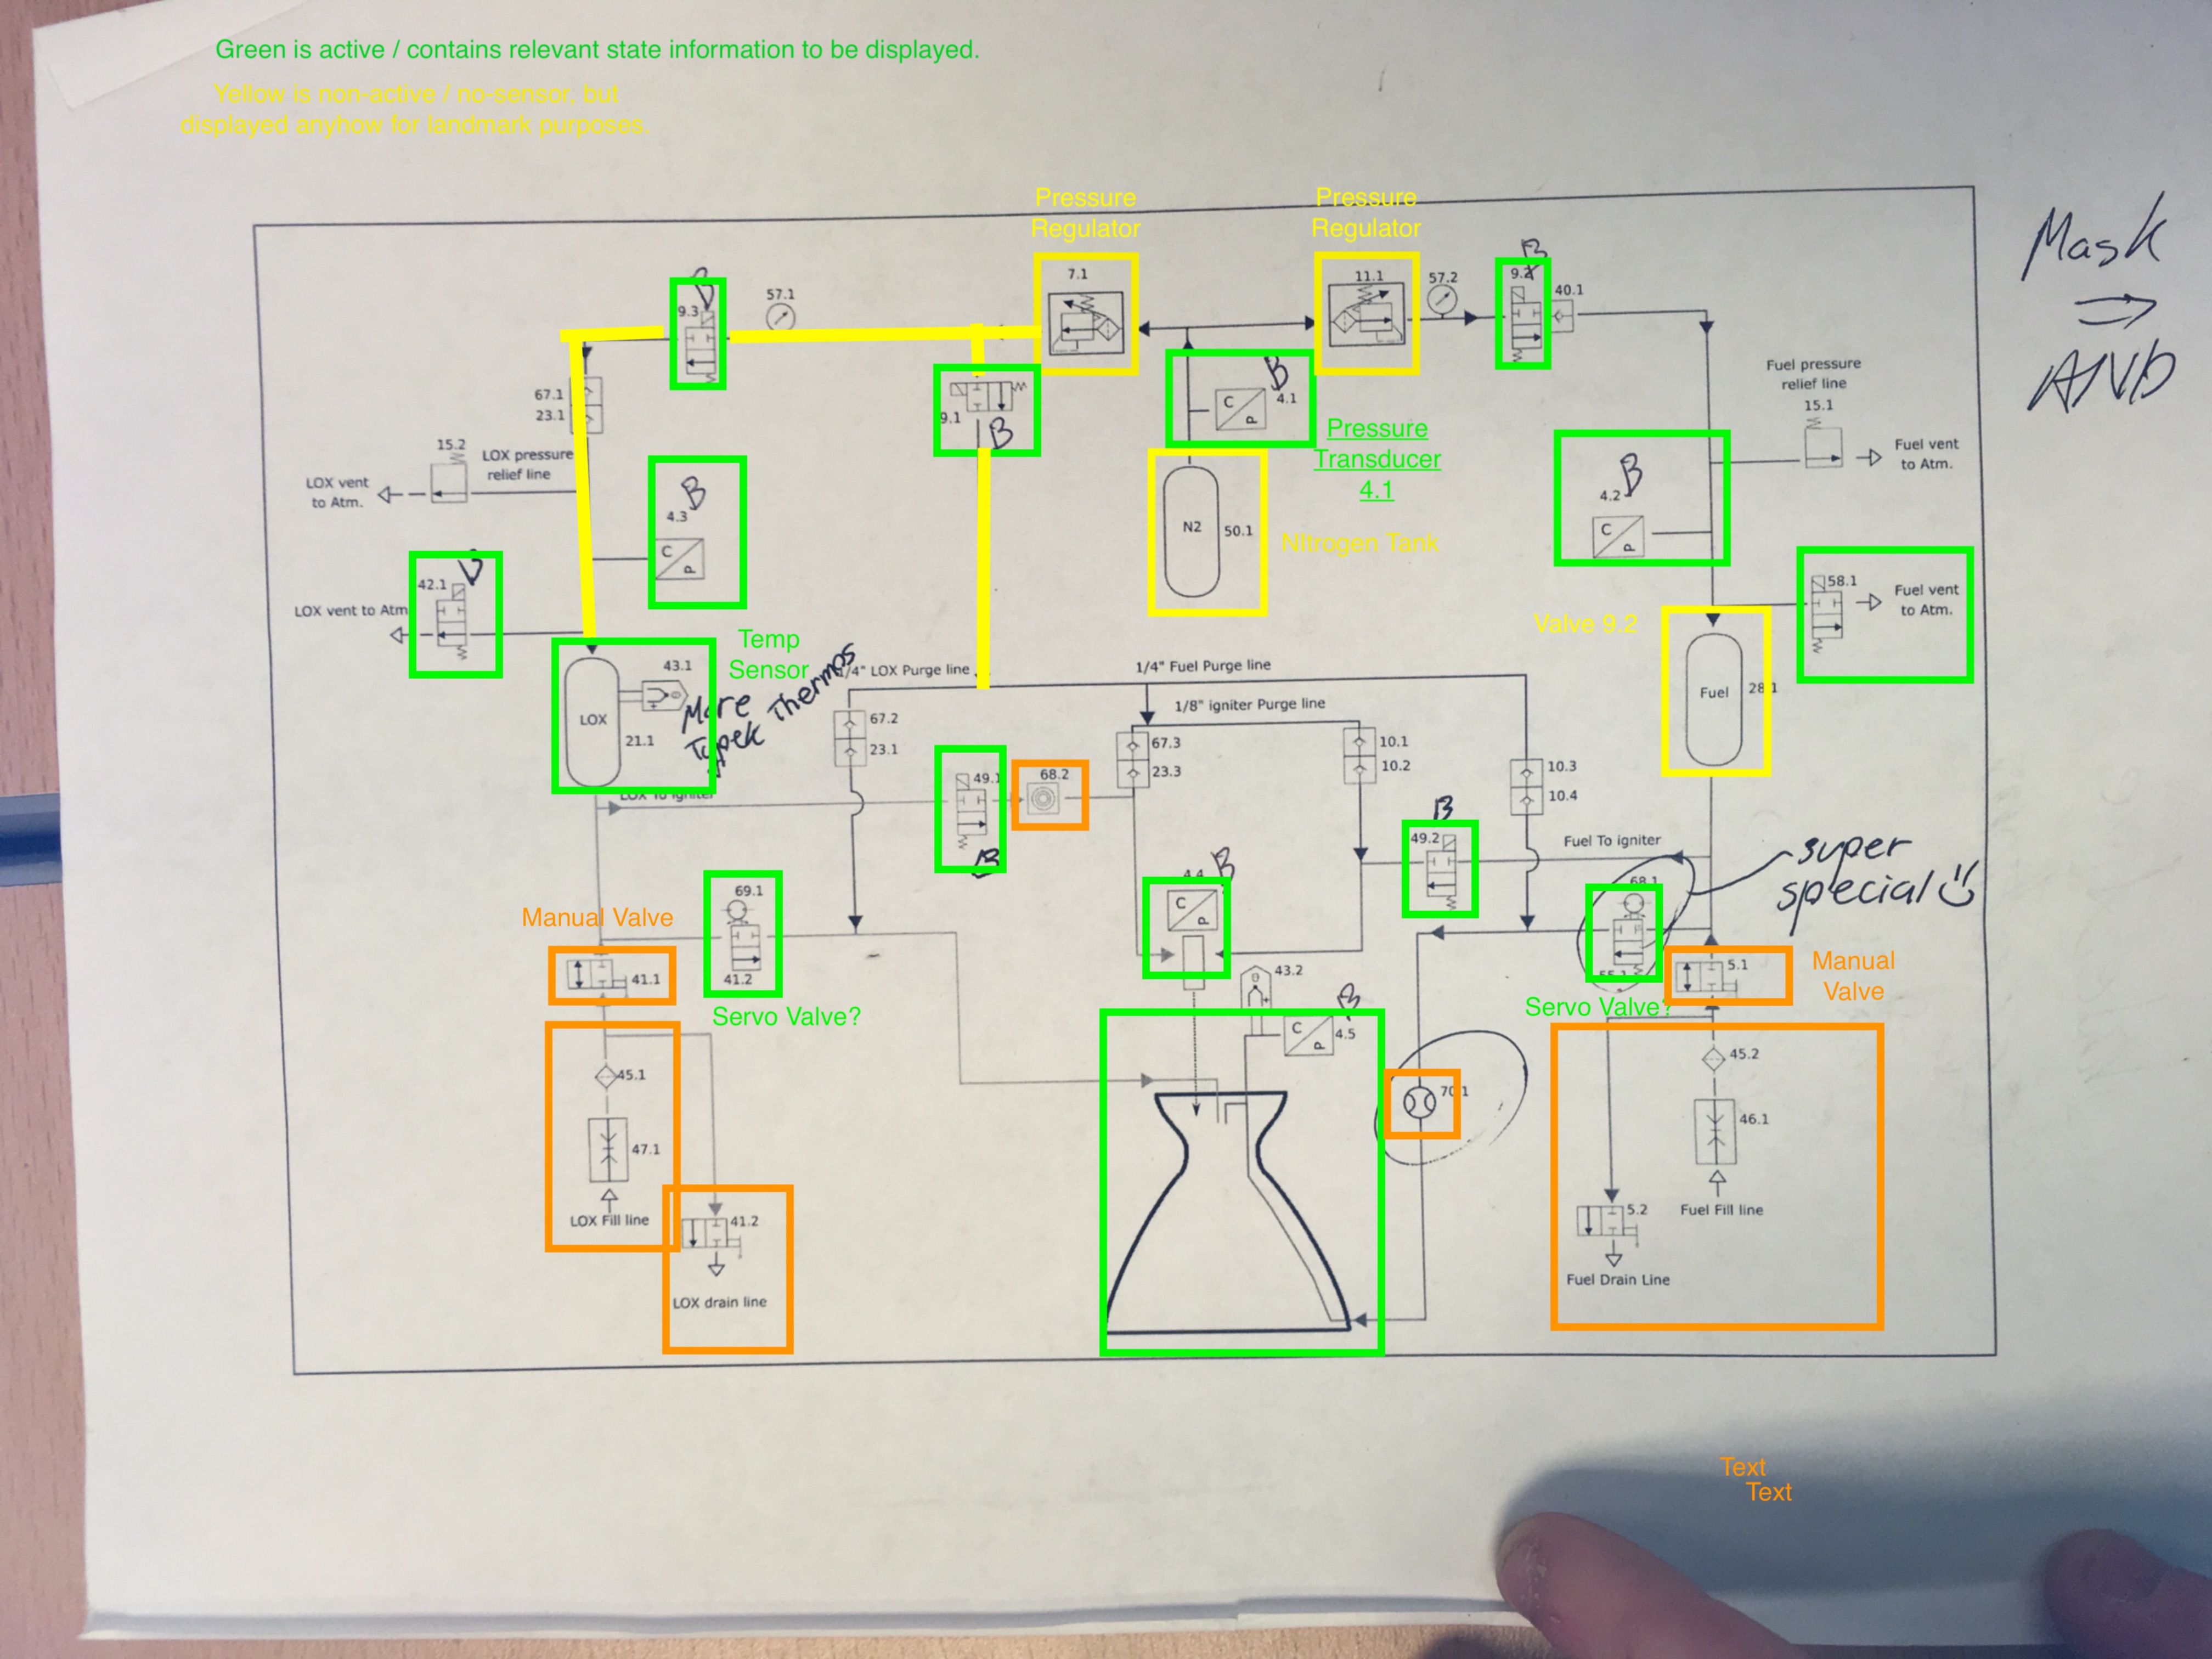 Green is active / contains relevant state information to be displayed.
Yellow is non-active / no-sensor, but
displayed anyhow for landmark purposes.
Mask
⇒
AND
Pressure
Regulator
Pressure
Regulator
7.1
11.1
57.2
9.2
B
40.1
B
9.3
57.1
67.1
23.1
9.1
B
C
P
4.1
B
Pressure
Transducer
4.1
Fuel pressure
relief line
15.1
Fuel vent
to Atm.
15.2
LOX pressure
relief line
LOX vent
to Atm.
4.3
B
C
P
N2
50.1
NItrogen Tank
4.2
B
C
P
42.1
B
LOX vent to Atm
58.1
Fuel vent
to Atm.
Valve 9.2
Temp
Sensor
43.1
LOX
21.1
More
Typek Thermos
1/4" LOX Purge line
1/4" Fuel Purge line
1/8" igniter Purge line
Fuel
28.1
67.2
23.1
67.3
23.3
10.1
10.2
10.3
10.4
LOX To igniter
49.1
B
68.2
49.2
B
Fuel To igniter
super
special
Manual Valve
69.1
41.2
Servo Valve?
4.4
B
C
P
68.1
Servo Valve?
41.1
5.1
Manual
Valve
43.2
C
P
4.5
B
45.1
47.1
LOX Fill line
41.2
LOX drain line
70.1
45.2
46.1
Fuel Fill line
5.2
Fuel Drain Line
Text
Text